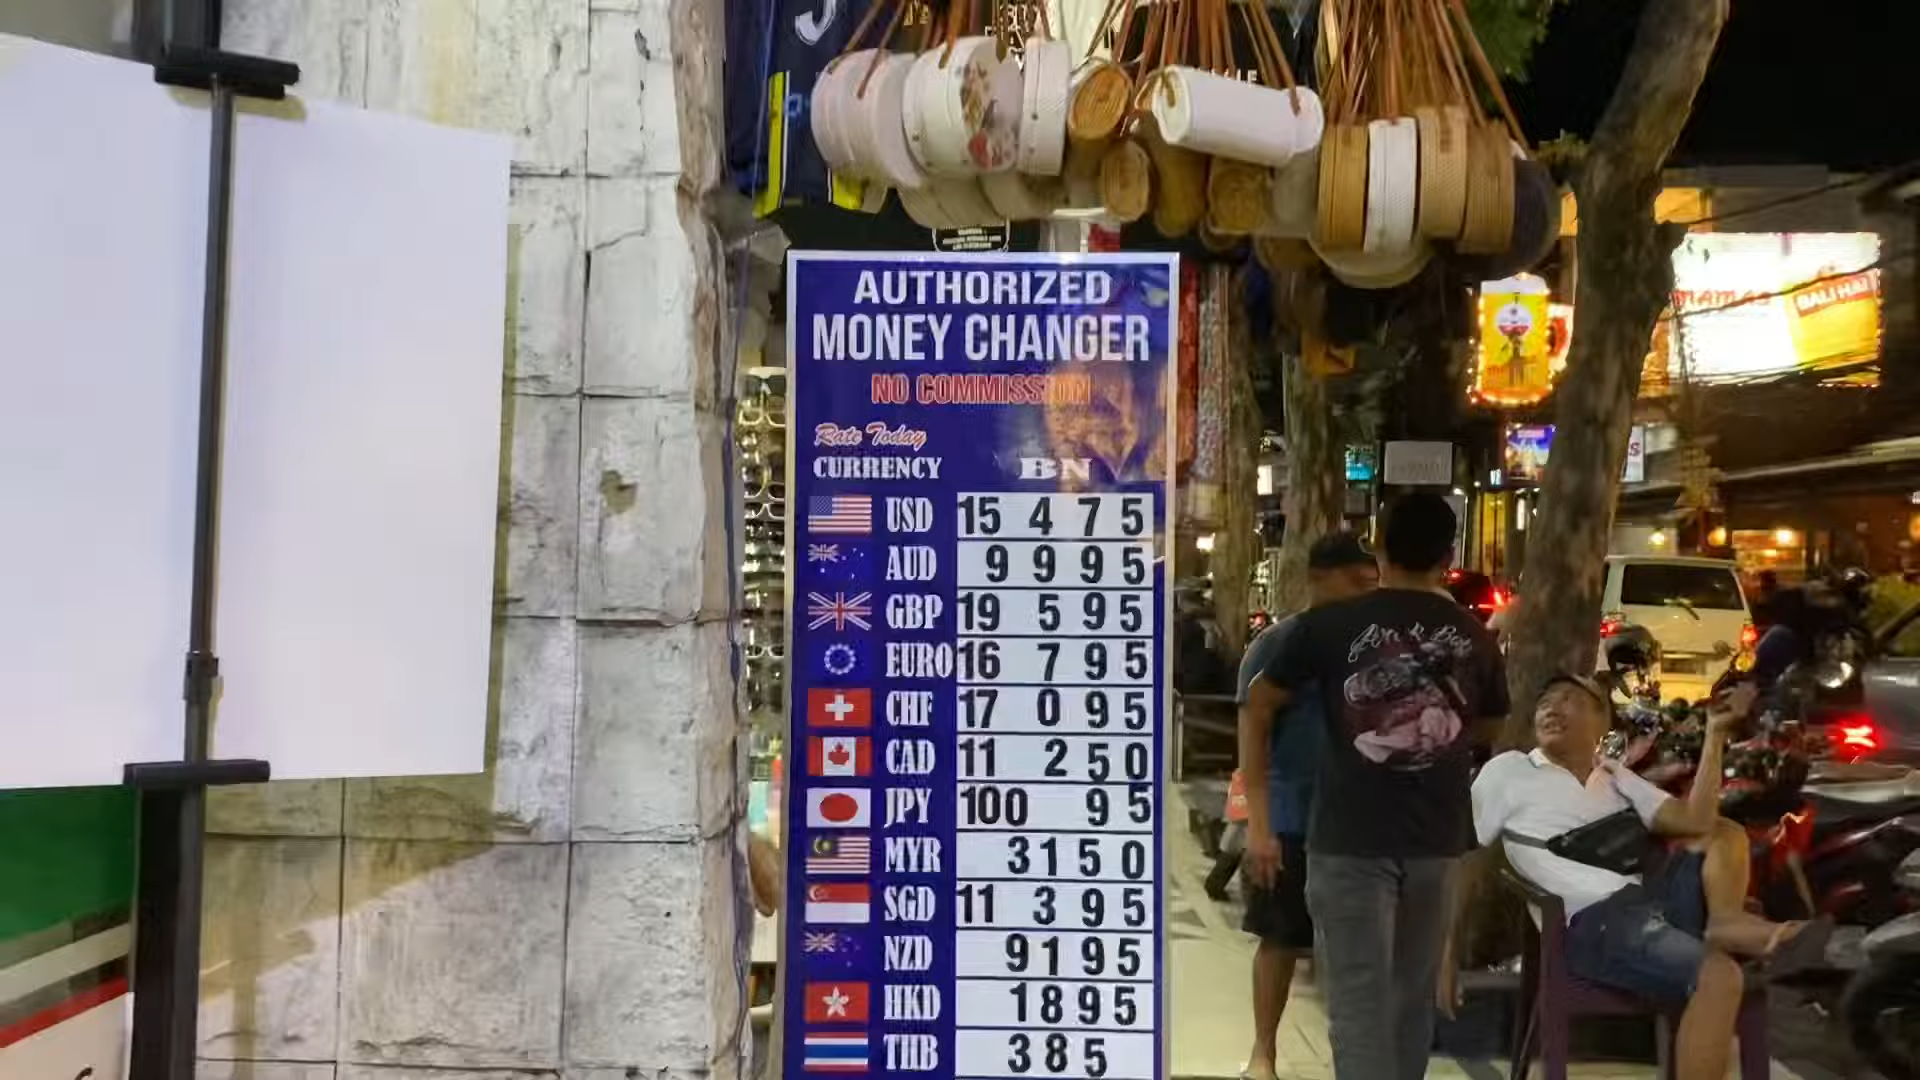 AUTHORIZED
MONEY CHANGER
NO COMMISSION
Rate Today
CURRENCY BN
USD 15 4 7 5
AUD 9 9 9 5
GBP 19 5 9 5
EURO 16 7 9 5
CHF 17 0 9 5
CAD 11 2 5 0
JPY 100 9 5
MYR 3 1 5 0
SGD 11 3 9 5
NZD 9 1 9 5
HKD 1 8 9 5
THB 3 8 5
MAMAS
BALI HAI